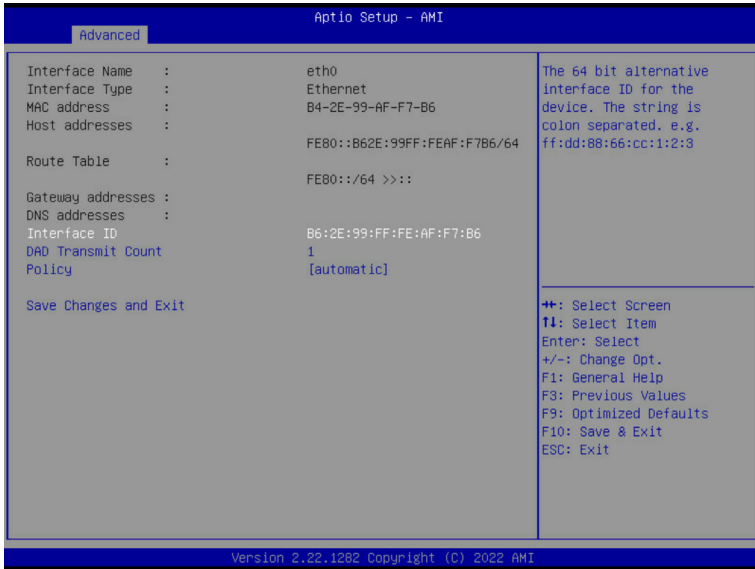 Aptio Setup – AMI
Advanced
Interface Name : eth0
Interface Type : Ethernet
MAC address : B4-2E-99-AF-F7-B6
Host addresses :
FE80::B62E:99FF:FEAF:F7B6/64
Route Table :
FE80::/64 >>::
Gateway addresses :
DNS addresses :
Interface ID B6:2E:99:FF:FE:AF:F7:B6
DAD Transmit Count 1
Policy [automatic]
Save Changes and Exit
The 64 bit alternative
interface ID for the
device. The string is
colon separated. e.g.
ff:dd:88:66:cc:1:2:3
→←: Select Screen
↑↓: Select Item
Enter: Select
+/-: Change Opt.
F1: General Help
F3: Previous Values
F9: Optimized Defaults
F10: Save & Exit
ESC: Exit
Version 2.22.1282 Copyright (C) 2022 AMI